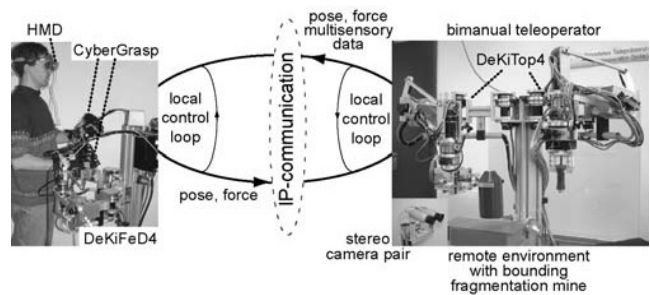 HMD
CyberGrasp
pose, force
multisensory
data
bimanual teleoperator
DeKiTop4
local
control
loop
IP-communication
local
control
loop
pose, force
DeKiFeD4
stereo
camera pair
remote environment
with bounding
fragmentation mine